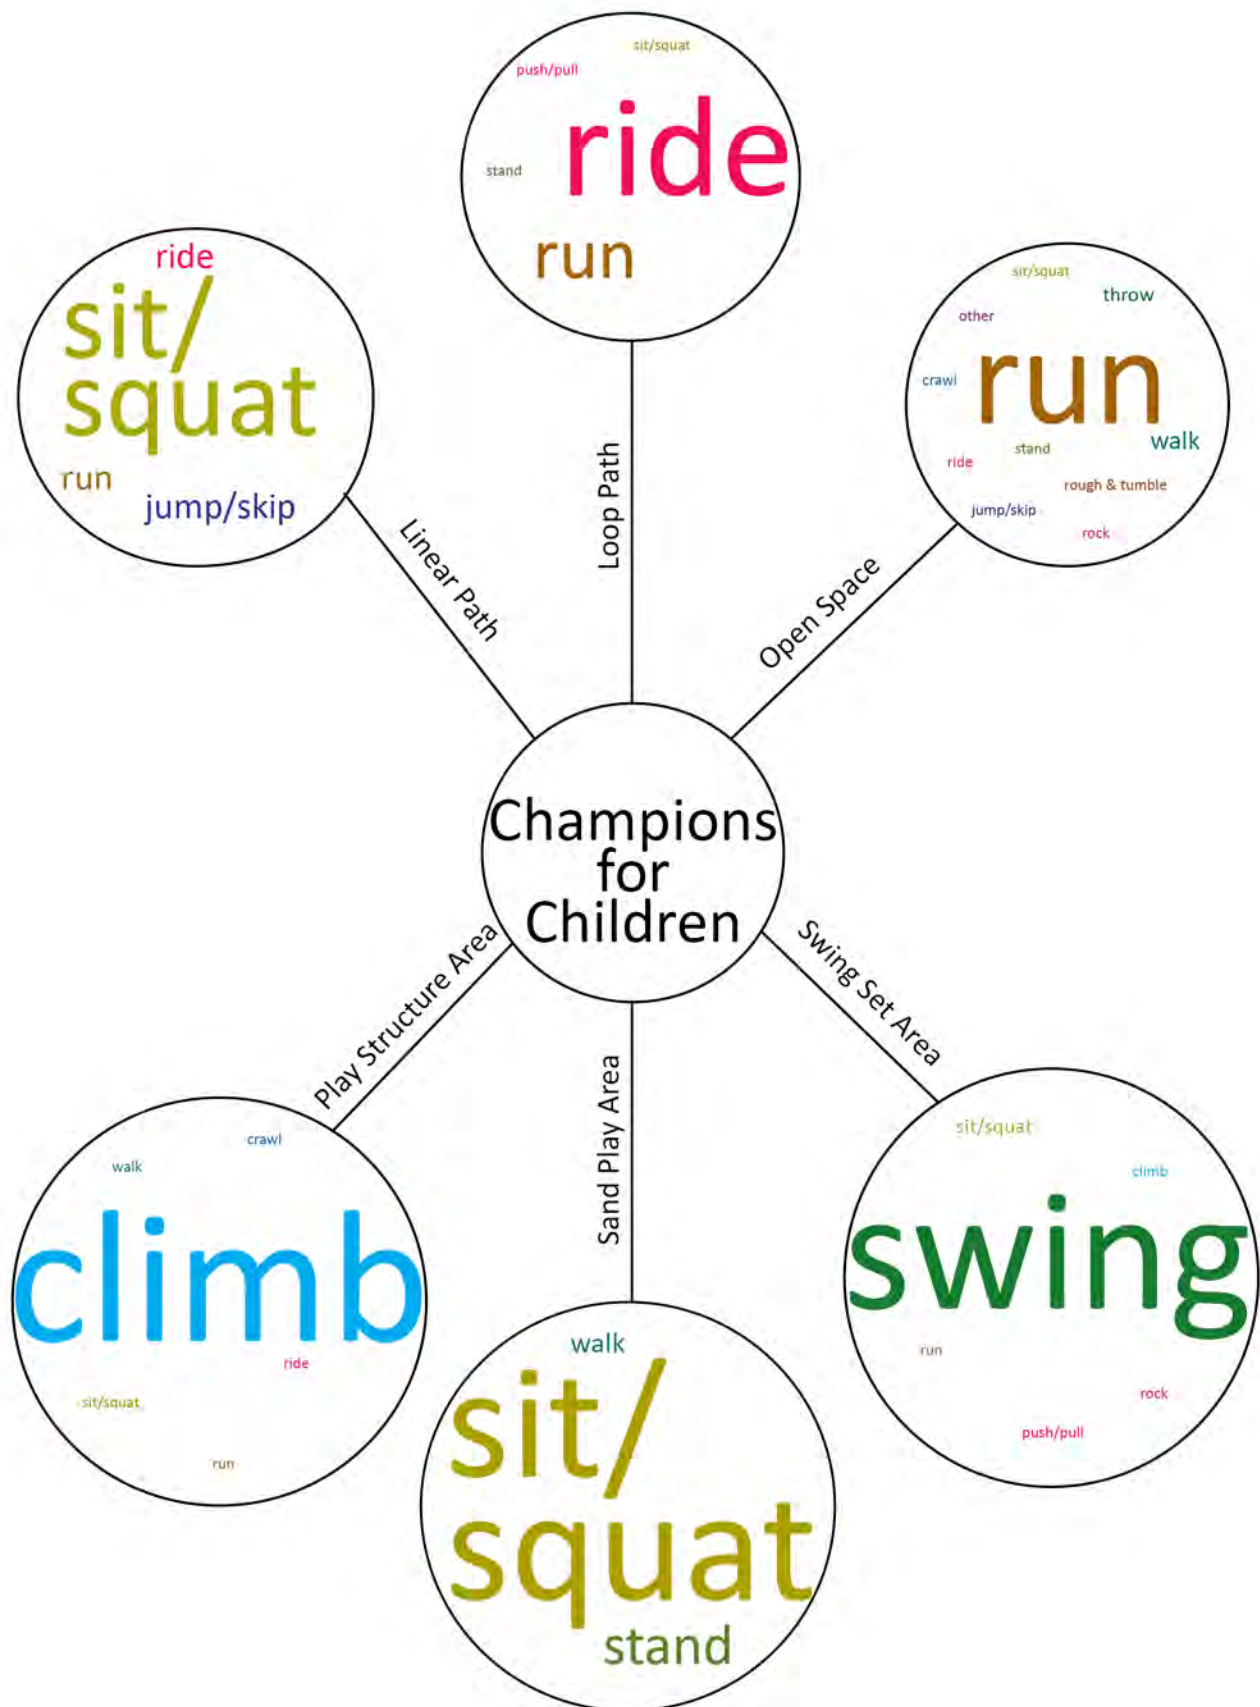 sit/squat
push/pull
ride
stand
run
ride
sit/
squat
run
jump/skip
sit/squat
throw
other
run
crawl
walk
stand
ride
rough & tumble
jump/skip
rock
Linear Path
Loop Path
Open Space
Champions
for
Children
Play Structure Area
Sand Play Area
Swing Set Area
crawl
walk
climb
ride
sit/squat
run
walk
sit/
squat
stand
sit/squat
climb
swing
run
rock
push/pull